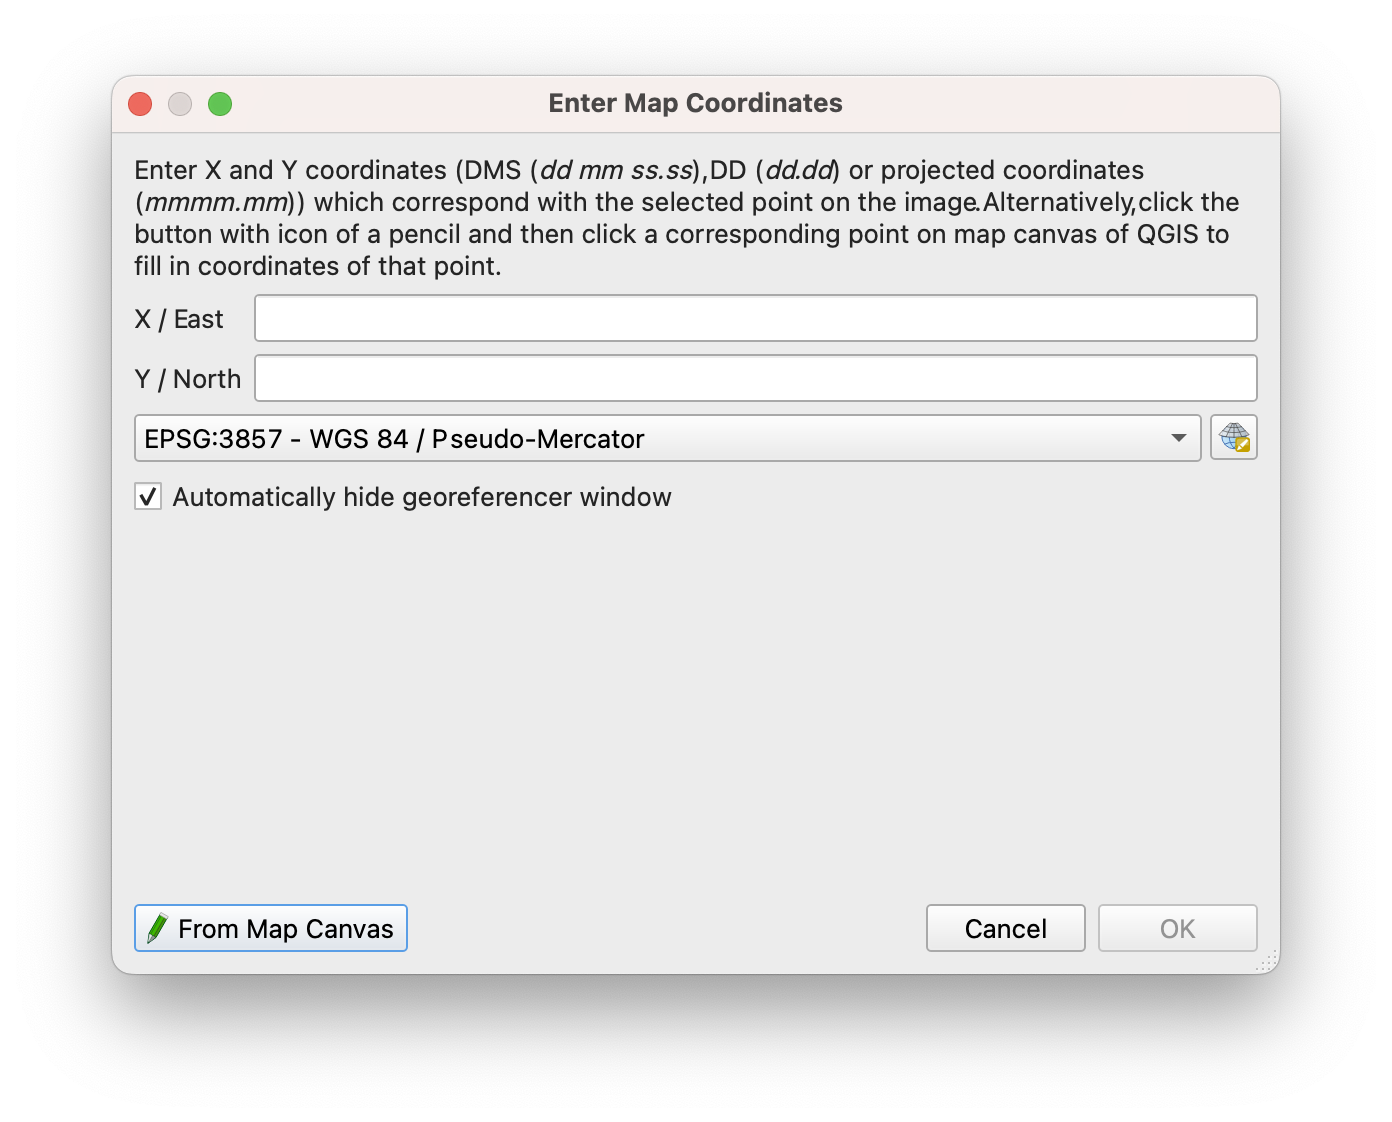 Enter Map Coordinates
Enter X and Y coordinates (DMS (dd mm ss.ss),DD (dd.dd) or projected coordinates
(mmmm.mm)) which correspond with the selected point on the image.Alternatively,click the
button with icon of a pencil and then click a corresponding point on map canvas of QGIS to
fill in coordinates of that point.
X / East
Y / North
EPSG:3857 - WGS 84 / Pseudo-Mercator
Automatically hide georeferencer window
From Map Canvas
Cancel
OK